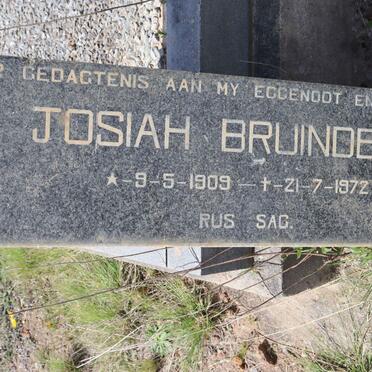 GEDAGTENIS AAN MY EGGENOOT EN
JOSIAH BRUINDE
★-9-5-1909-†-21-7-1972
RUS SAG.